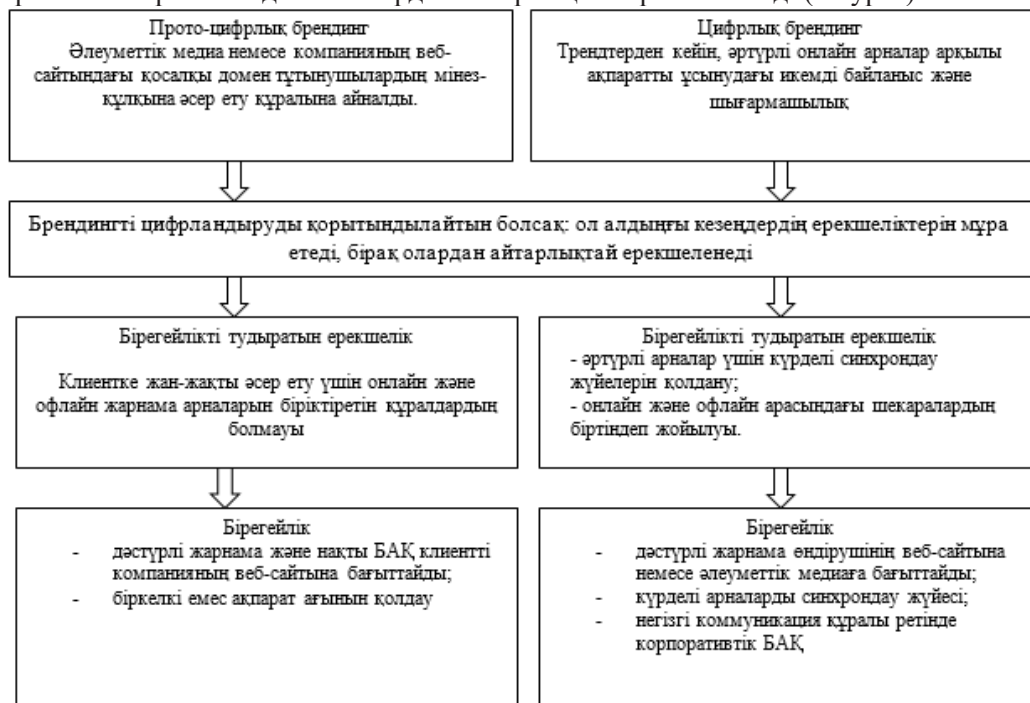 Прото-цифрлық брендинг
Әлеуметтік медиа немесе компанияның веб-
сайтындағы қосалқы домен тұтынушылардың мінез-
құлқына әсер ету құралына айналды.
Цифрлық брендинг
Трендтерден кейін, әртүрлі онлайн арналар арқылы
ақпаратты ұсынудағы икемді байланыс және
шығармашылық
Брендингті цифрландыруды қорытындылайтын болсақ: ол алдыңғы кезеңдердің ерекшеліктерін мұра
етеді, бірақ олардан айтарлықтай ерекшеленеді
Бірегейлікті тудыратын ерекшелік
Клиентке жан-жақты әсер ету үшін онлайн және
офлайн жарнама арналарын біріктіретін құралдардың
болмауы
Бірегейлікті тудыратын ерекшелік
- әртүрлі арналар үшін күрделі синхрондау
жүйелерін қолдану;
- онлайн және офлайн арасындағы шекаралардың
біртіндеп жойылуы.
Бірегейлік
- дәстүрлі жарнама және нақты БАҚ клиентті
компанияның веб-сайтына бағыттайды;
- біркелкі емес ақпарат ағынын қолдау
Бірегейлік
- дәстүрлі жарнама өндірушінің веб-сайтына
немесе әлеуметтік медиаға бағыттайды;
- күрделі арналарды синхрондау жүйесі;
- негізгі коммуникация құралы ретінде
корпоративтік БАҚ